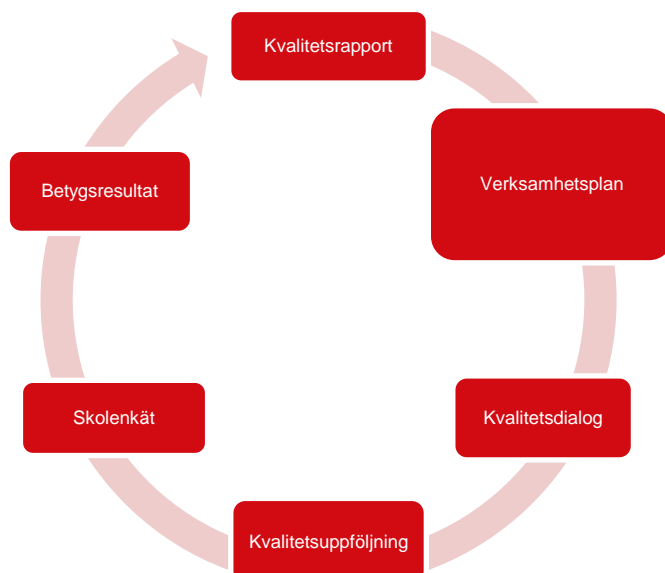 Kvalitetsrapport
Verksamhetsplan
Kvalitetsdialog
Kvalitetsuppföljning
Skolenkät
Betygsresultat